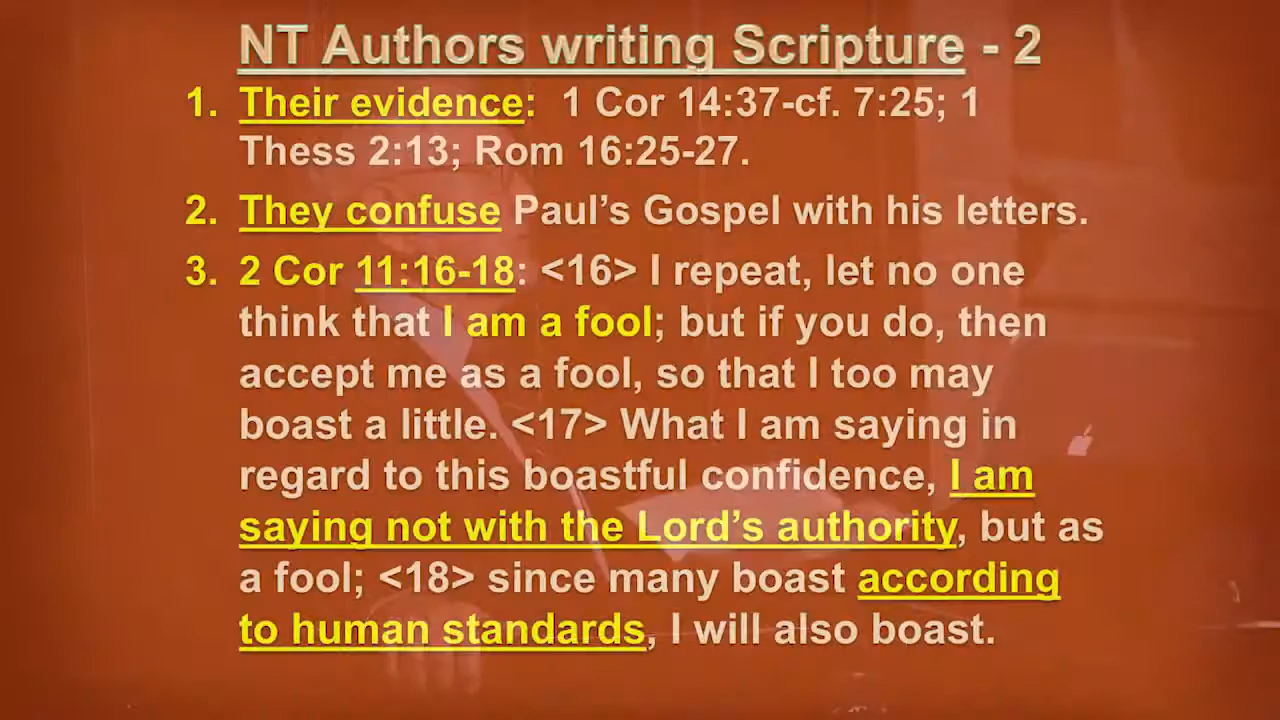 NT Authors writing Scripture - 2
1. Their evidence: 1 Cor 14:37-cf. 7:25; 1
Thess 2:13; Rom 16:25-27.
2. They confuse Paul’s Gospel with his letters.
3. 2 Cor 11:16-18: <16> I repeat, let no one
think that I am a fool; but if you do, then
accept me as a fool, so that I too may
boast a little. <17> What I am saying in
regard to this boastful confidence, I am
saying not with the Lord’s authority, but as
a fool; <18> since many boast according
to human standards, I will also boast.